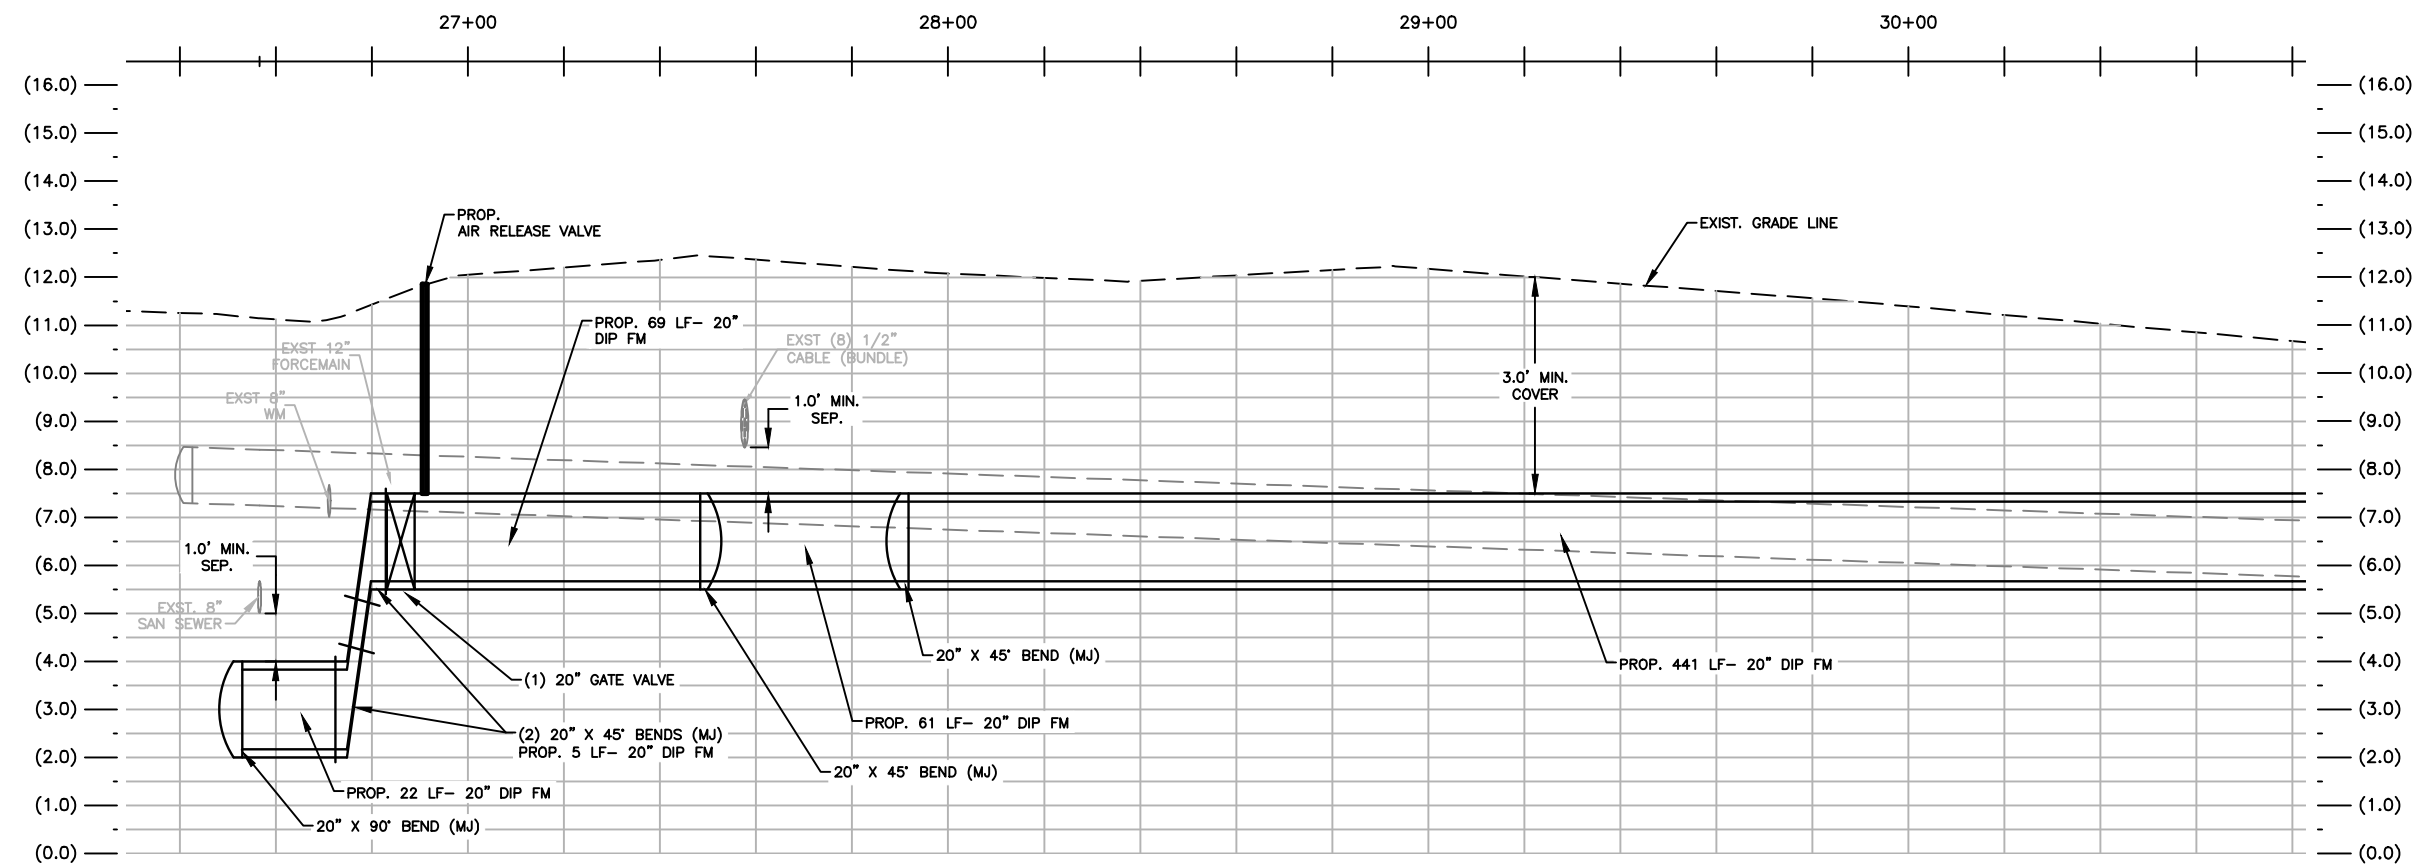 27+00 28+00 29+00 30+00
(16.0) (16.0)
(15.0) (15.0)
(14.0) (14.0)
PROP.
AIR RELEASE VALVE
(13.0) EXIST. GRADE LINE (13.0)
(12.0) (12.0)
PROP. 69 LF– 20"
DIP FM
(11.0) (11.0)
EXST 12"
FORCEMAIN
EXST (8) 1/2"
CABLE (BUNDLE)
(10.0) (10.0)
3.0' MIN.
COVER
EXST 8"
WM
1.0' MIN.
SEP.
(9.0) (9.0)
(8.0) (8.0)
(7.0) (7.0)
1.0' MIN.
SEP.
(6.0) (6.0)
EXST. 8"
SAN SEWER
(5.0) (5.0)
20" X 45° BEND (MJ)
(4.0) PROP. 441 LF– 20" DIP FM (4.0)
(1) 20" GATE VALVE
(3.0) (3.0)
PROP. 61 LF– 20" DIP FM
(2) 20" X 45° BENDS (MJ)
PROP. 5 LF– 20" DIP FM
(2.0) (2.0)
20" X 45° BEND (MJ)
PROP. 22 LF– 20" DIP FM
(1.0) (1.0)
20" X 90° BEND (MJ)
(0.0) (0.0)